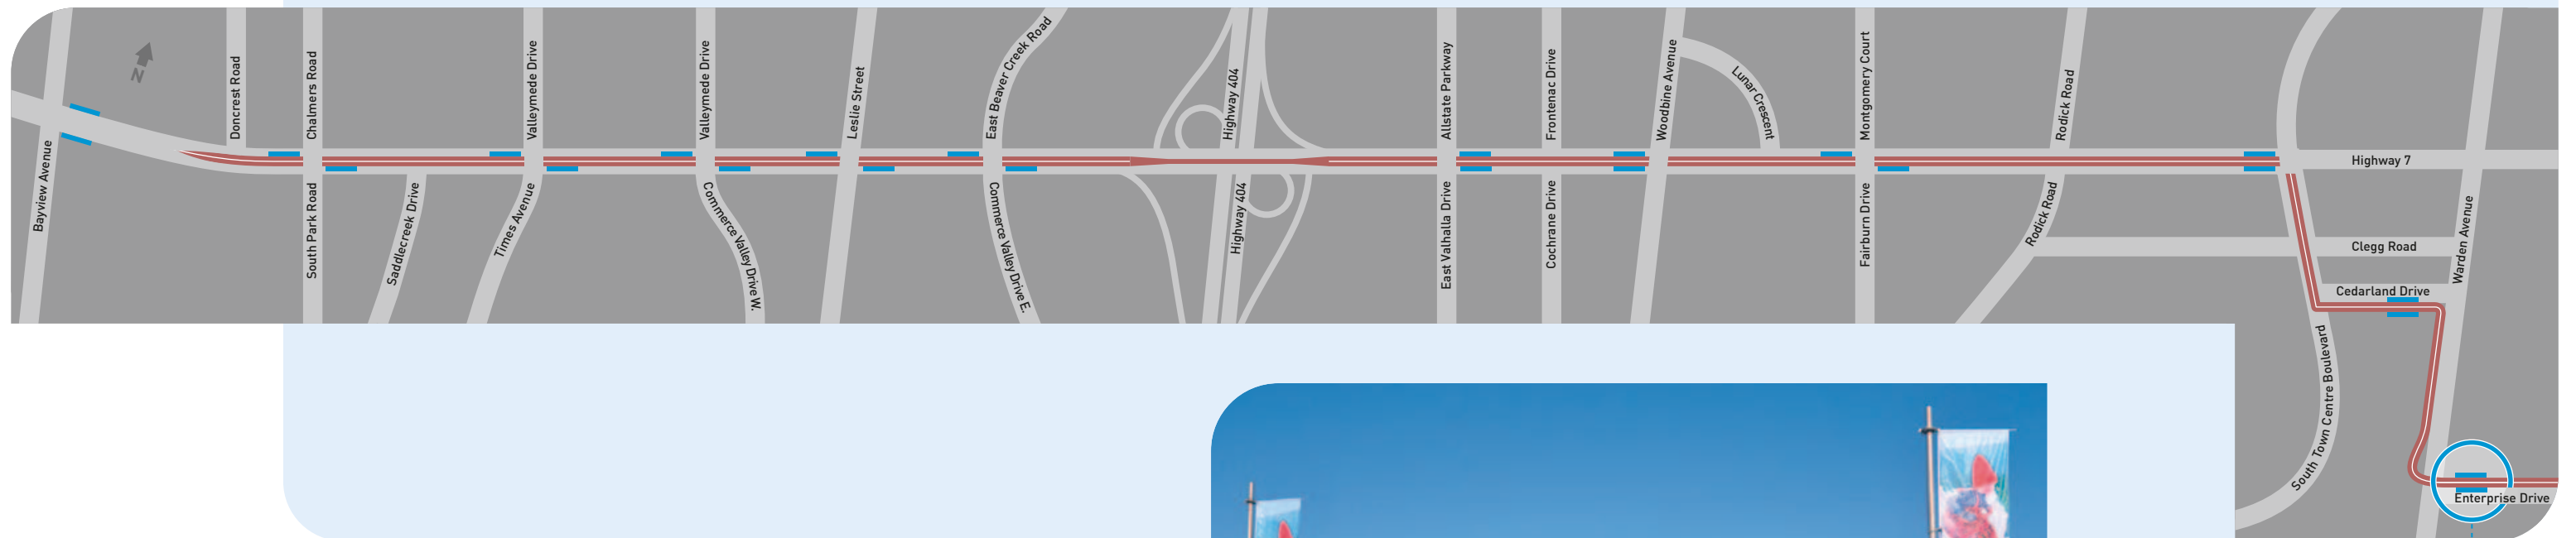 N
Bayview Avenue
Doncrest Road
Chalmers Road
South Park Road
Saddlecreek Drive
Valleymede Drive
Times Avenue
Valleymede Drive
Commerce Valley Drive W.
Leslie Street
East Beaver Creek Road
Commerce Valley Drive E.
Highway 404
Highway 404
Allstate Parkway
East Valhalla Drive
Frontenac Drive
Cochrane Drive
Woodbine Avenue
Lunar Crescent
Montgomery Court
Fairburn Drive
Rodick Road
Rodick Road
Highway 7
Clegg Road
Cedarland Drive
Warden Avenue
South Town Centre Boulevard
Enterprise Drive